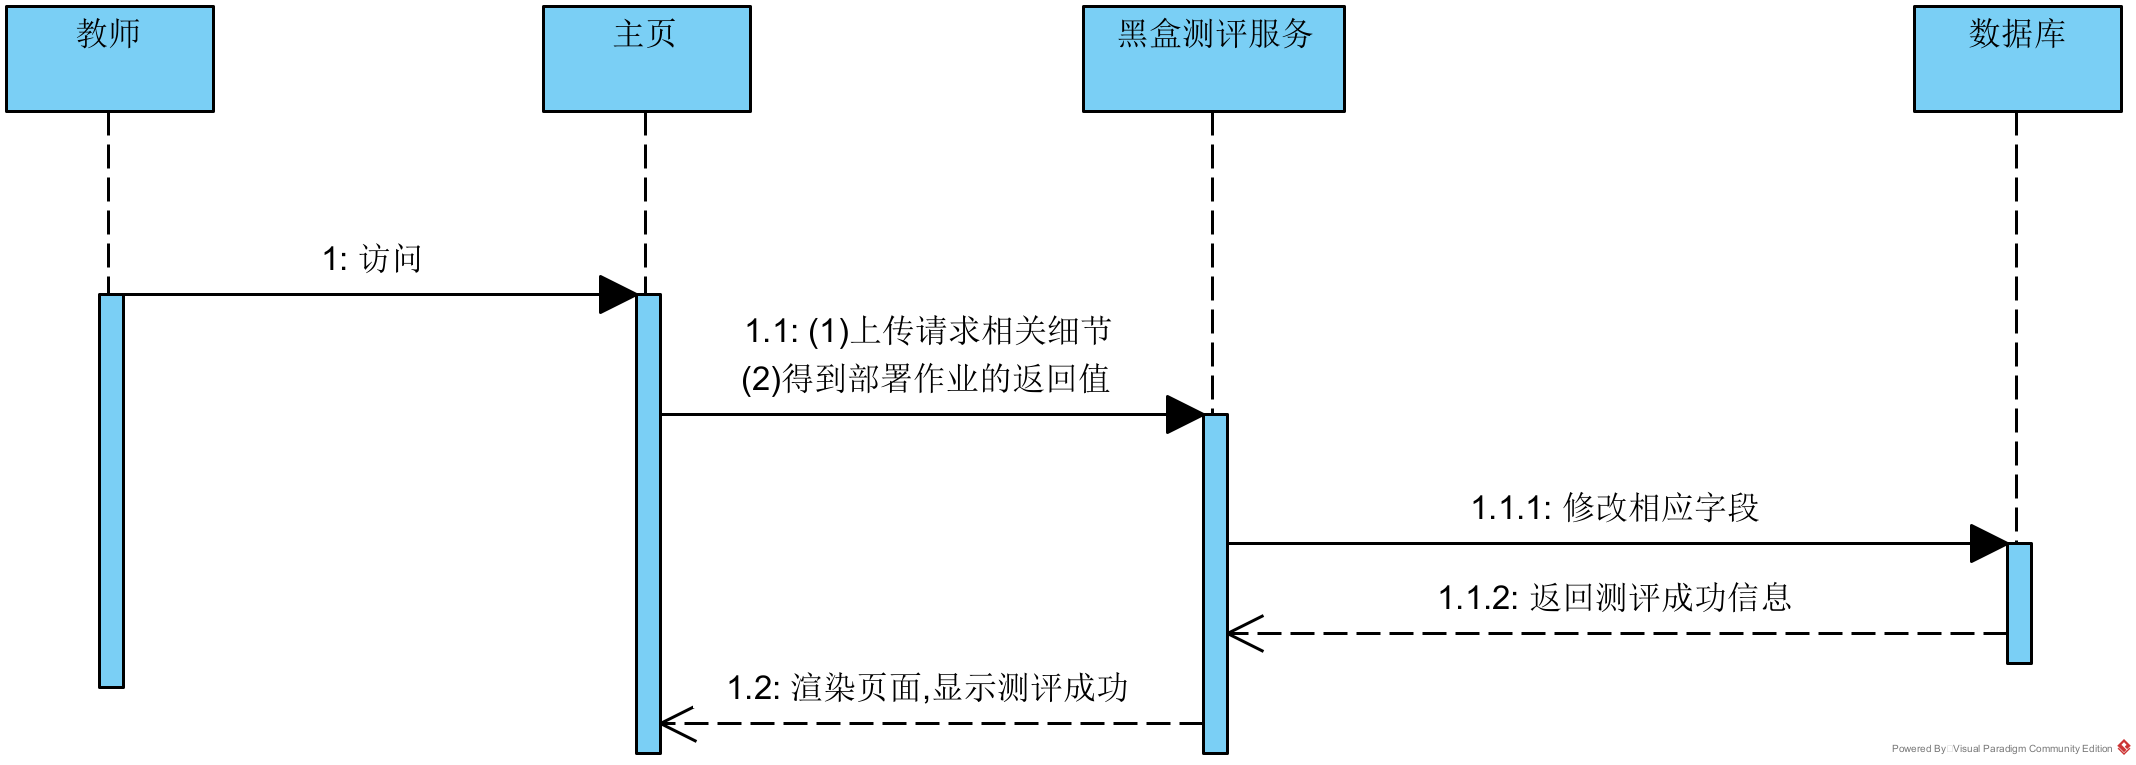 教师
主页
黑盒测评服务
数据库
1: 访问
1.1: (1)上传请求相关细节
(2)得到部署作业的返回值
1.1.1: 修改相应字段
1.1.2: 返回测评成功信息
1.2: 渲染页面,显示测评成功
Powered By Visual Paradigm Community Edition